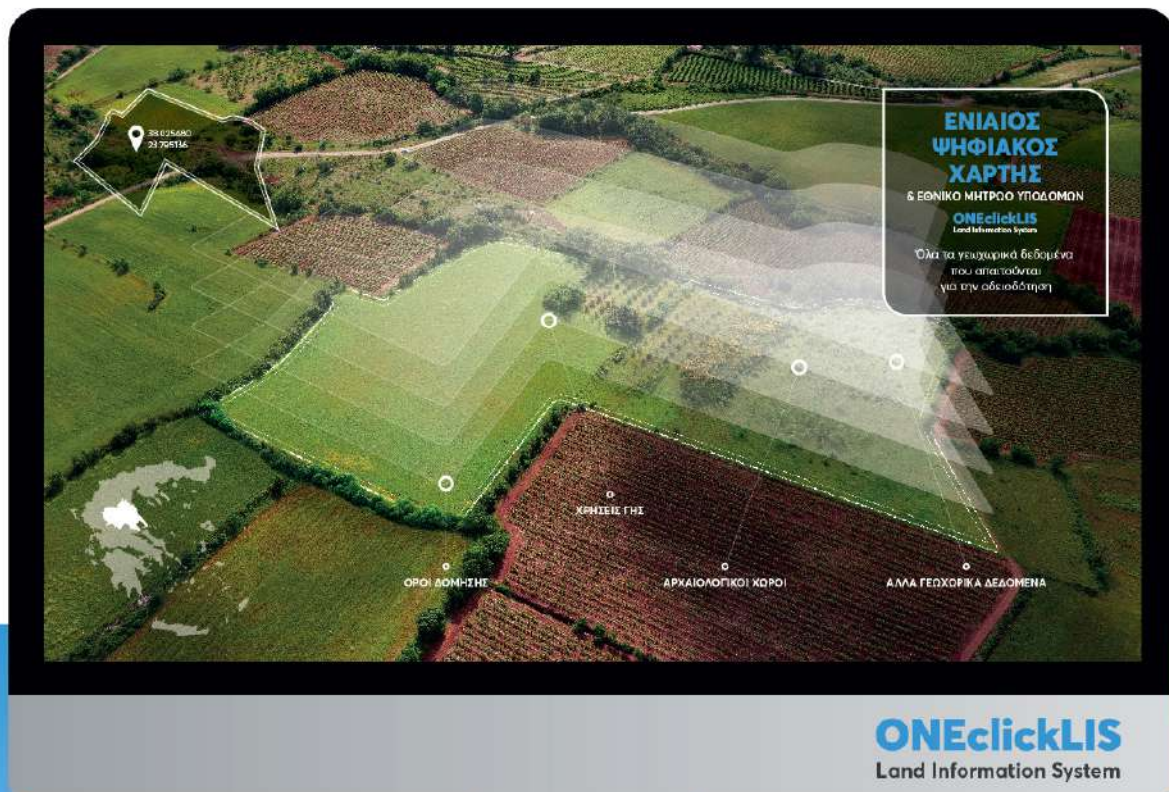 38.025680
23.795136
ΕΝΙΑΙΟΣ
ΨΗΦΙΑΚΟΣ
ΧΑΡΤΗΣ
& ΕΘΝΙΚΟ ΜΗΤΡΩΟ ΥΠΟΔΟΜΩΝ
ONEclickLIS
Land Information System
Όλα τα γεωχωρικά δεδομένα
που απαιτούνται
για την αδειοδότηση
ΧΡΗΣΕΙΣ ΓΗΣ
ΟΡΟΙ ΔΟΜΗΣΗΣ
ΑΡΧΑΙΟΛΟΓΙΚΟΙ ΧΩΡΟΙ
ΑΛΛΑ ΓΕΩΧΩΡΙΚΑ ΔΕΔΟΜΕΝΑ
ONEclickLIS
Land Information System